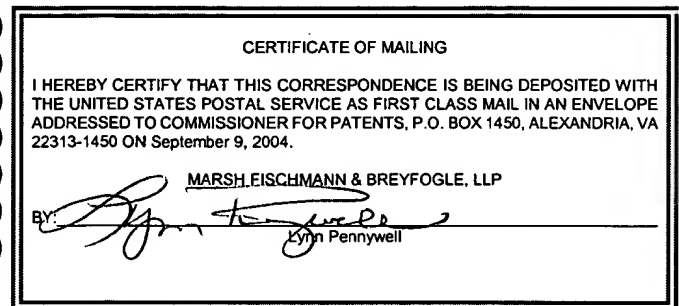 CERTIFICATE OF MAILING
I HEREBY CERTIFY THAT THIS CORRESPONDENCE IS BEING DEPOSITED WITH
THE UNITED STATES POSTAL SERVICE AS FIRST CLASS MAIL IN AN ENVELOPE
ADDRESSED TO COMMISSIONER FOR PATENTS, P.O. BOX 1450, ALEXANDRIA, VA
22313-1450 ON September 9, 2004.
MARSH FISCHMANN & BREYFOGLE, LLP
BY: Lynn Pennywell
Lynn Pennywell